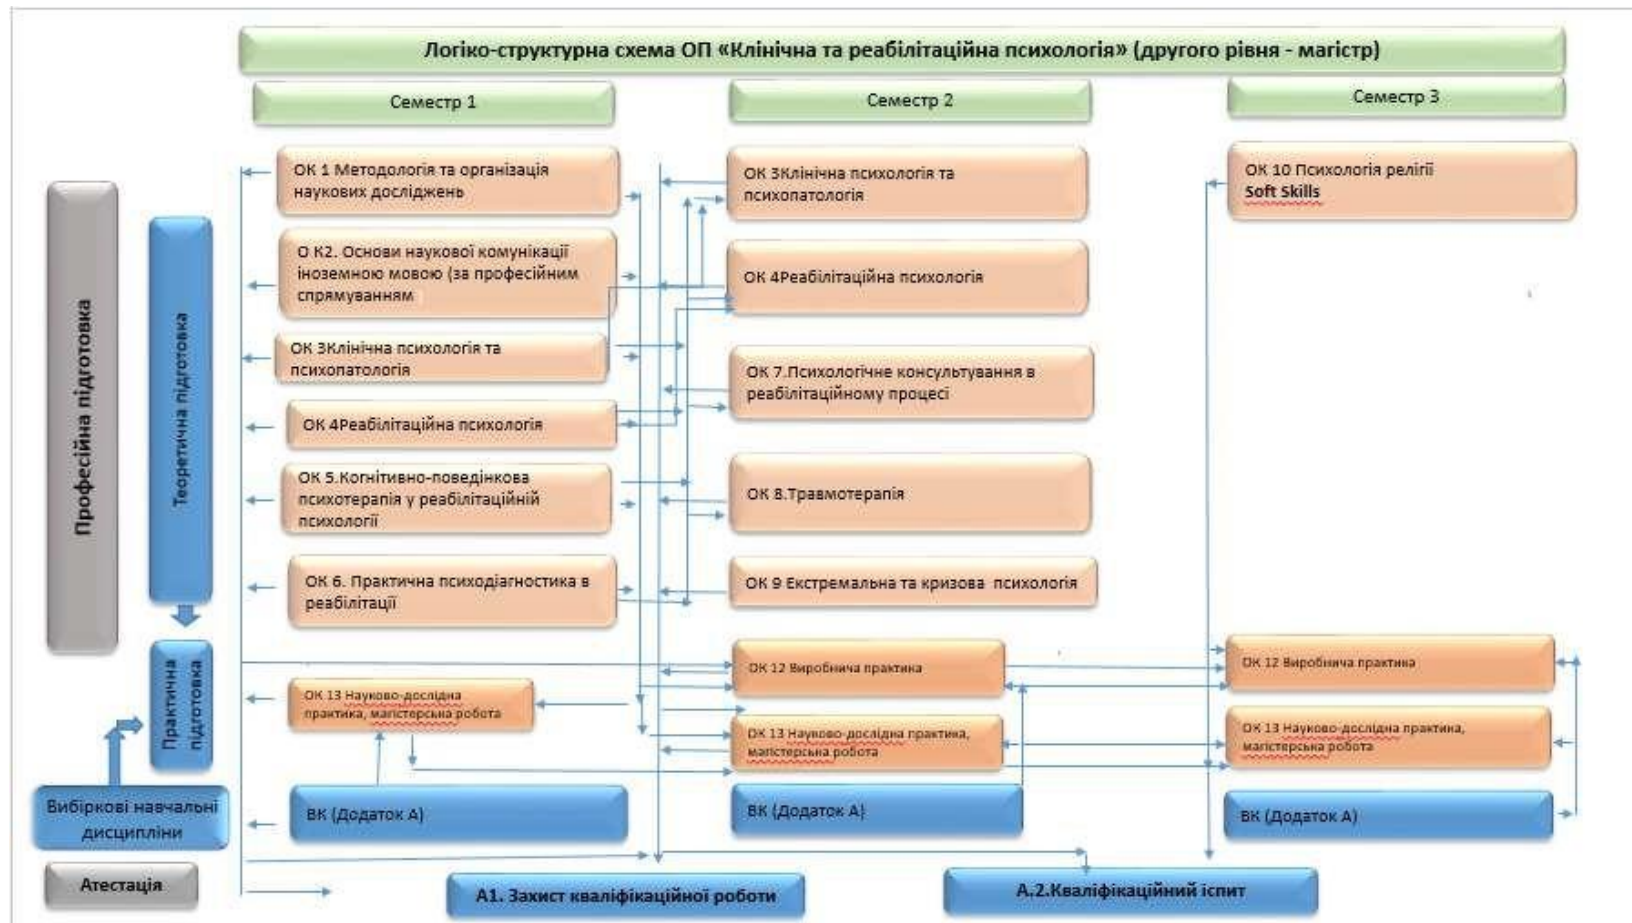 Логіко-структурна схема ОП «Клінічна та реабілітаційна психологія» (другого рівня - магістр)
Семестр 1
Семестр 2
Семестр 3
Професійна підготовка
Теоретична підготовка
Практична
підготовка
Вибіркові навчальні
дисципліни
Атестація
ОК 1 Методологія та організація
наукових досліджень
О К2. Основи наукової комунікації
іноземною мовою (за професійним
спрямуванням
ОК 3Клінічна психологія та
психопатологія
ОК 4Реабілітаційна психологія
ОК 5.Когнітивно-поведінкова
психотерапія у реабілітаційній
психології
ОК 6. Практична психодіагностика в
реабілітації
ОК 13 Науково-дослідна
практика, магістерська робота
ВК (Додаток А)
ОК 3Клінічна психологія та
психопатологія
ОК 4Реабілітаційна психологія
ОК 7.Психологічне консультування в
реабілітаційному процесі
ОК 8.Травмотерапія
ОК 9 Екстремальна та кризова психологія
ОК 12 Виробнича практика
ОК 13 Науково-дослідна практика,
магістерська робота
ВК (Додаток А)
ОК 10 Психологія релігії
Soft Skills
ОК 12 Виробнича практика
ОК 13 Науково-дослідна практика,
магістерська робота
ВК (Додаток А)
А1. Захист кваліфікаційної роботи
А.2.Кваліфікаційний іспит